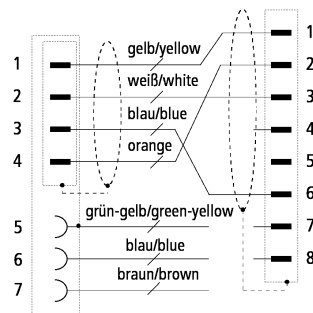 gelb/yellow
1
1
weiß/white
2
2
blau/blue
3
3
orange
4
4
5
6
grün-gelb/green-yellow
5
7
blau/blue
6
8
braun/brown
7